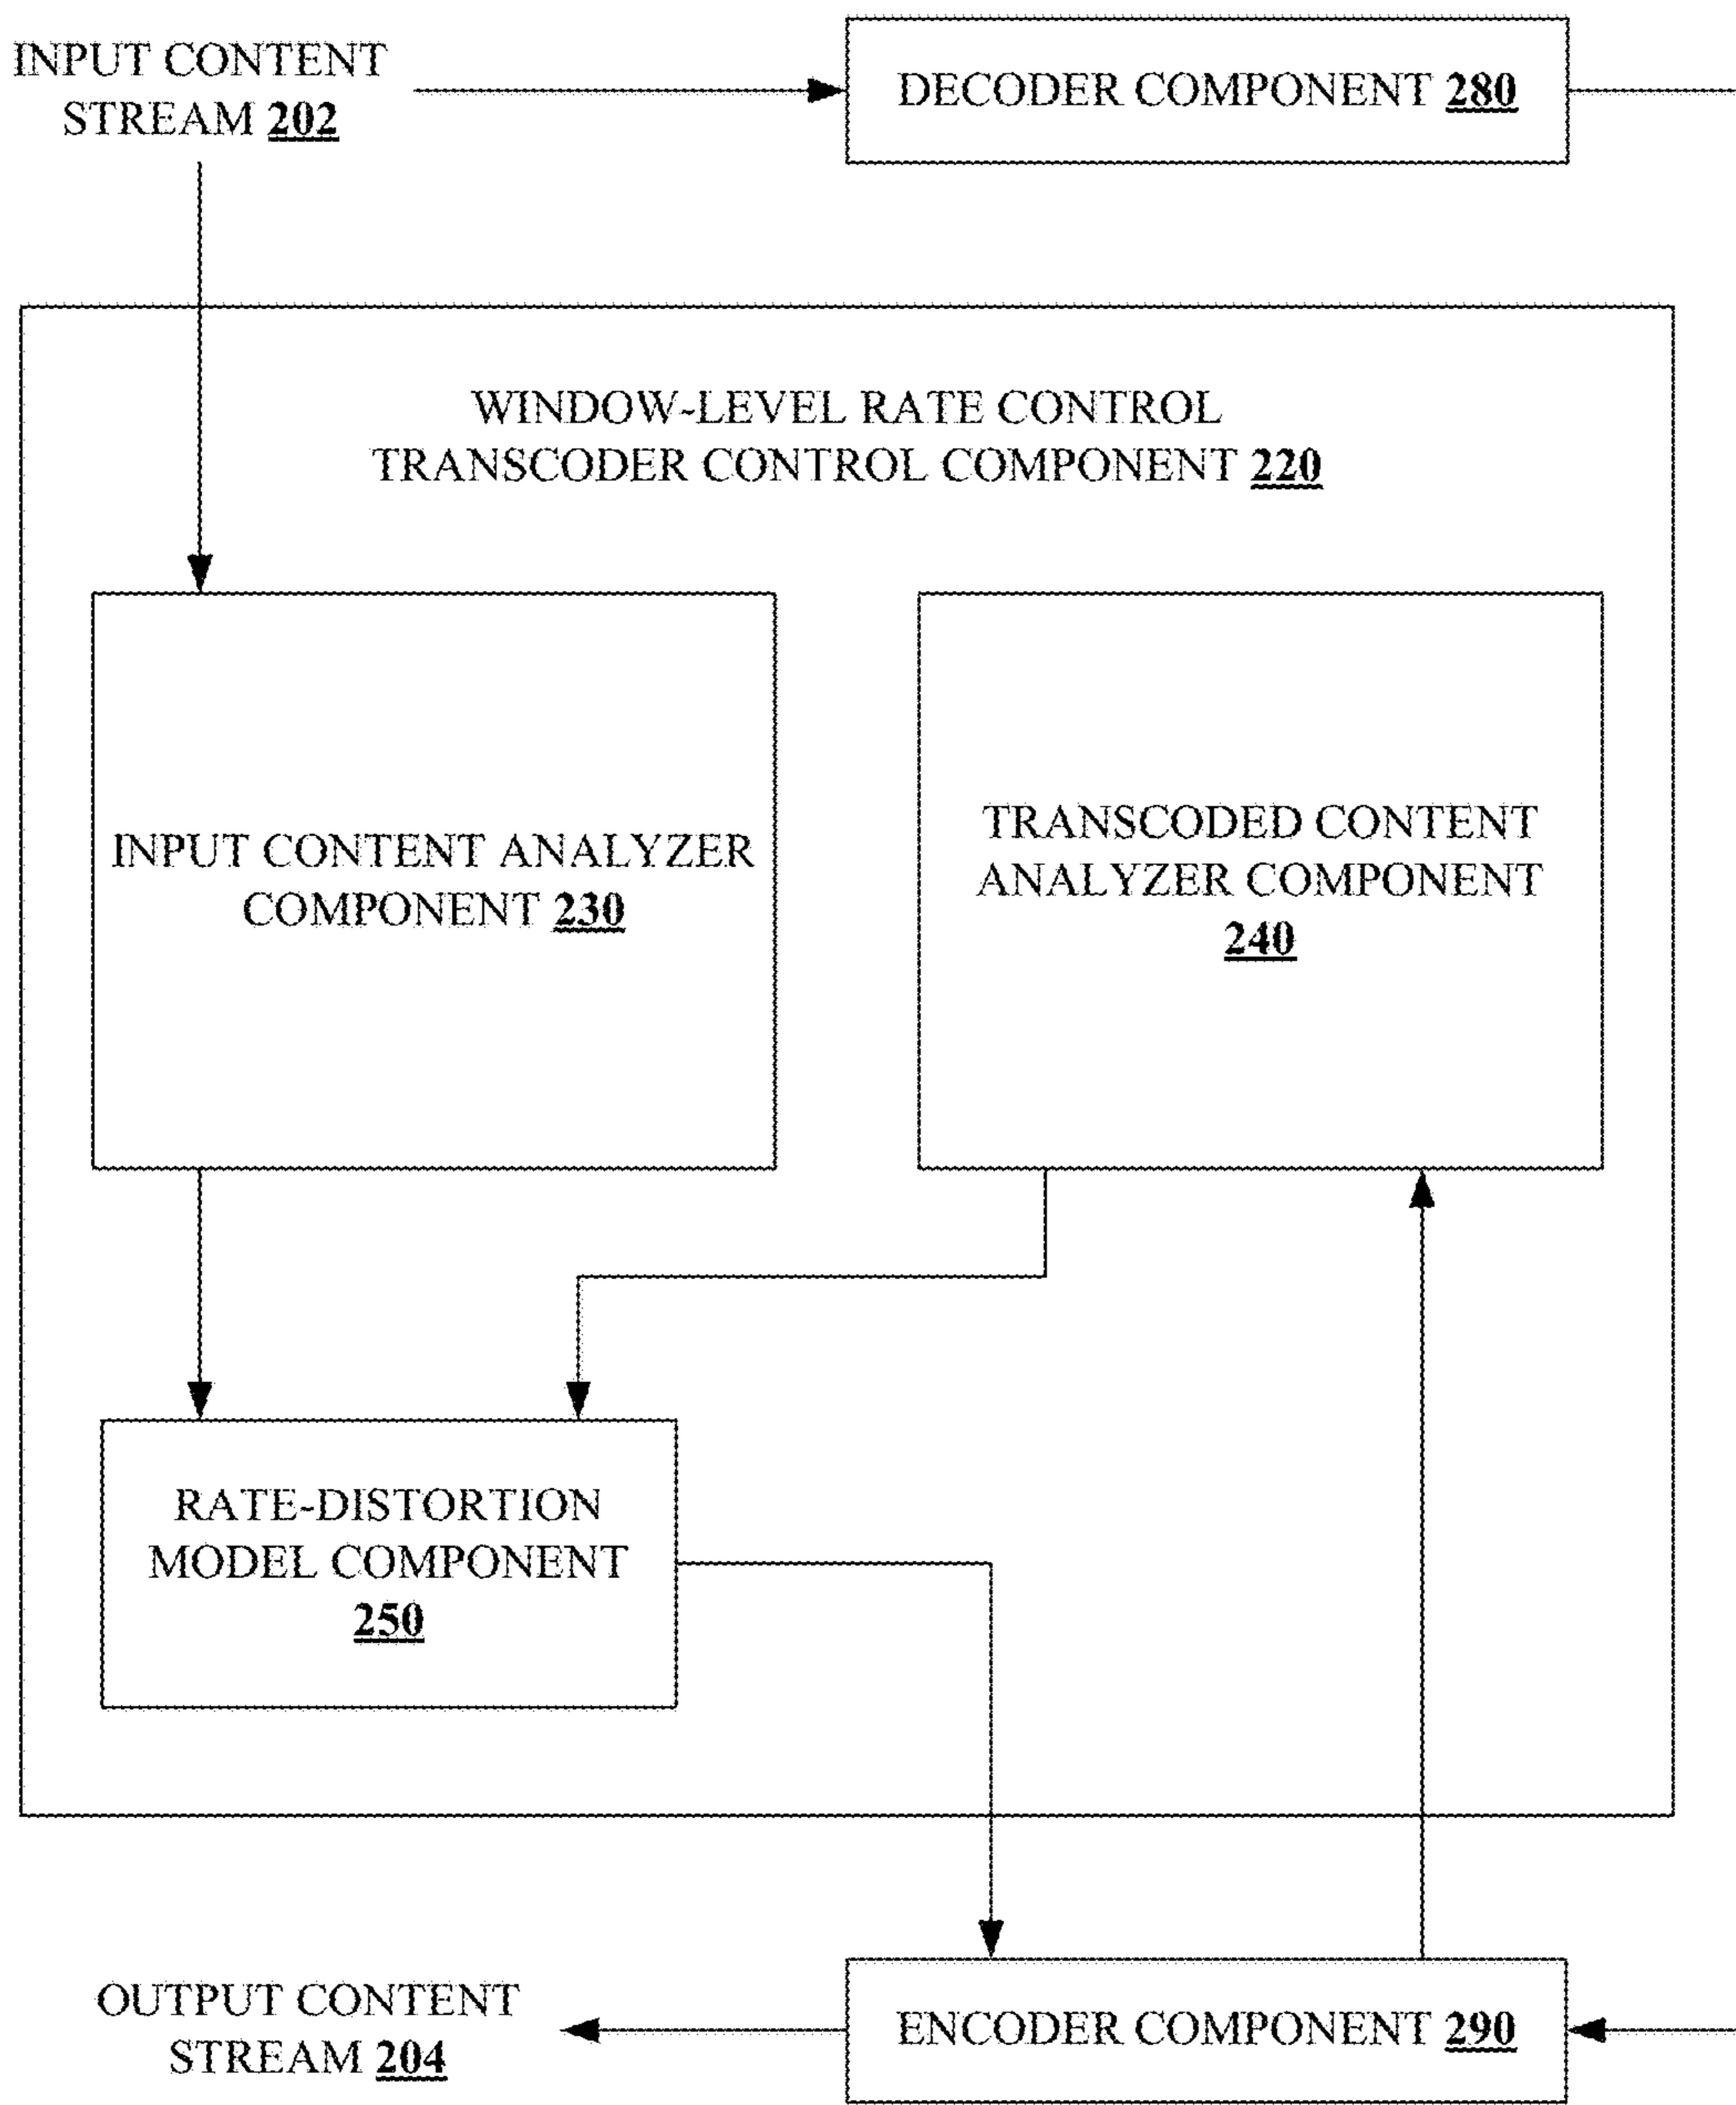 INPUT CONTENT
STREAM 202
DECODER COMPONENT 280
WINDOW-LEVEL RATE CONTROL
TRANSCODER CONTROL COMPONENT 220
INPUT CONTENT ANALYZER
COMPONENT 230
TRANSCODED CONTENT
ANALYZER COMPONENT
240
RATE-DISTORTION
MODEL COMPONENT
250
OUTPUT CONTENT
STREAM 204
ENCODER COMPONENT 290